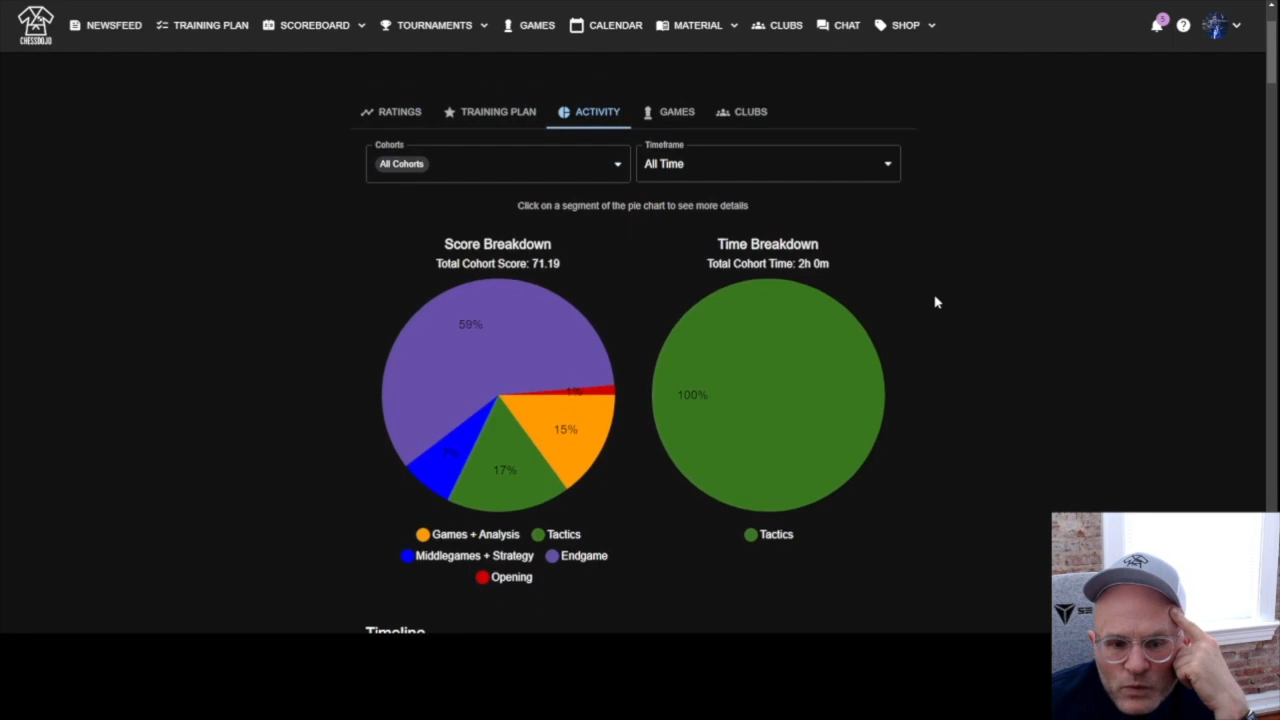 CHESSDOJO
NEWSFEED TRAINING PLAN SCOREBOARD TOURNAMENTS GAMES CALENDAR MATERIAL CLUBS CHAT SHOP
RATINGS TRAINING PLAN ACTIVITY GAMES CLUBS
Cohorts Timeframe
All Cohorts All Time
Click on a segment of the pie chart to see more details
Score Breakdown Time Breakdown
Total Cohort Score: 71.19 Total Cohort Time: 2h 0m
59%
1%
100%
15%
7%
17%
Games + Analysis Tactics Tactics
Middlegames + Strategy Endgame
Opening
Timeline